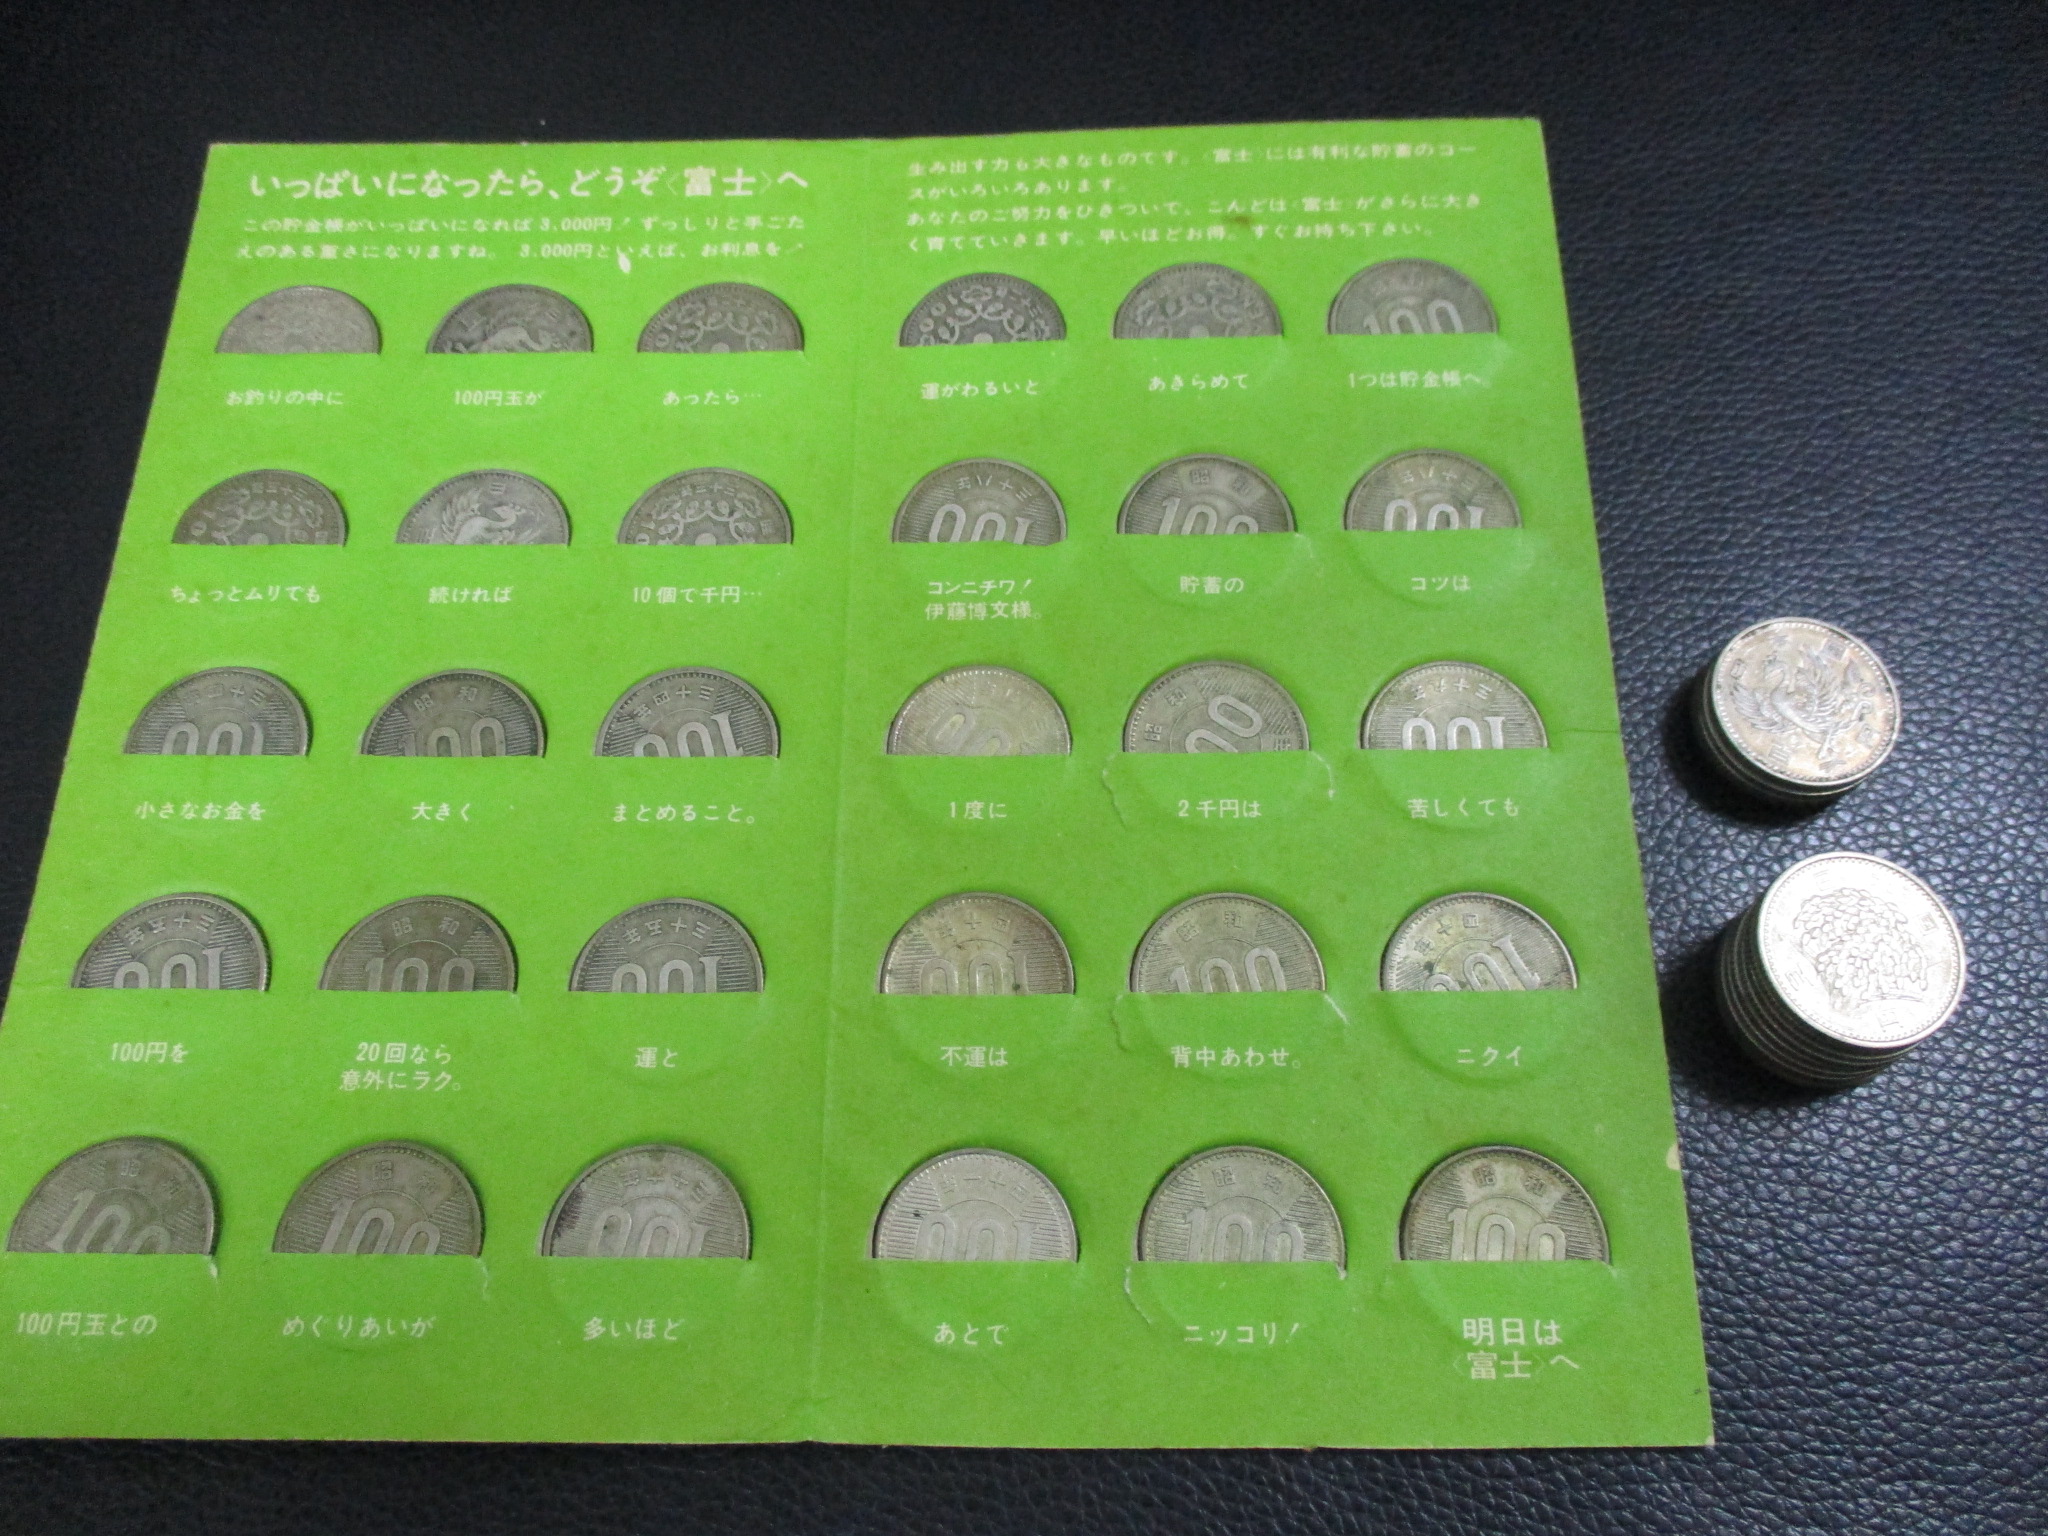 いっぱいになったら、どうぞ〈富士〉へ
この貯金帳がいっぱいになれば3,000円！ずっしりと手ごた
えのある重さになりますね。 3,000円といえば、お利息を
生み出す力も大きなものです。〈富士〉には有利な貯蓄のコー
スがいろいろあります。
あなたのご努力をひきついで、こんどは〈富士〉がさらに大き
く育てていきます。早いほどお得。すぐお持ち下さい。
お釣りの中に
100円玉が
あったら…
運がわるいと
あきらめて
1つは貯金帳へ。
ちょっとムリでも
続ければ
10個で千円…
コンニチワ！
伊藤博文様。
貯蓄の
コツは
小さなお金を
大きく
まとめること。
1度に
2千円は
苦しくても
100円を
20回なら
意外にラク。
運と
不運は
背中あわせ。
ニクイ
100円玉との
めぐりあいが
多いほど
あとで
ニッコリ！
明日は
〈富士〉へ